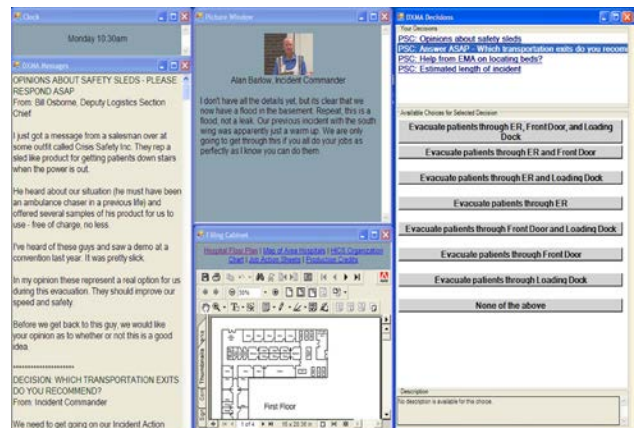 Clock
Monday 10:30am
DXMA Messages
OPINIONS ABOUT SAFETY SLEDS - PLEASE
RESPOND ASAP
From: Bill Osborne, Deputy Logistics Section
Chief
I just got a message from a salesman over at
some outfit called Crisis Safety Inc. They rep a
sled like product for getting patients down stairs
when the power is out.
He heard about our situation (he must have been
an ambulance chaser in a previous life) and
offered several samples of his product for us to
use - free of charge, no less.
I've heard of these guys and saw a demo at a
convention last year. It was pretty slick.
In my opinion these represent a real option for us
during this evacuation. They should improve our
speed and safety.
Before we get back to this guy, we would like
your opinion as to whether or not this is a good
idea.
**********************
DECISION: WHICH TRANSPORTATION EXITS
DO YOU RECOMMEND?
From: Incident Commander
We need to get going on our Incident Action
Picture Window
Alan Barlow, Incident Commander
I don't have all the details yet, but its clear that we
now have a flood in the basement. Repeat, this is a
flood, not a leak. Our previous incident with the south
wing was apparently just a warm up. We are only
going to get through this if you all do your jobs as
perfectly as I know you can do them.
Filing Cabinet
Hospital Floor Plan | Map of Area Hospitals | HICS Organization
Chart | Job Action Sheets | Production Credits
50%
First Floor
1 of 4
DXMA Decisions
Your Decisions
PSC: Opinions about safety sleds
PSC: Answer ASAP - Which transportation exits do you recom
PSC: Help from EMA on locating beds?
PSC: Estimated length of incident
Available Choices for Selected Decision
Evacuate patients through ER, Front Door, and Loading
Dock
Evacuate patients through ER and Front Door
Evacuate patients through ER and Loading Dock
Evacuate patients through ER
Evacuate patients through Front Door and Loading Dock
Evacuate patients through Front Door
Evacuate patients through Loading Dock
None of the above
Description
No description is available for this choice.